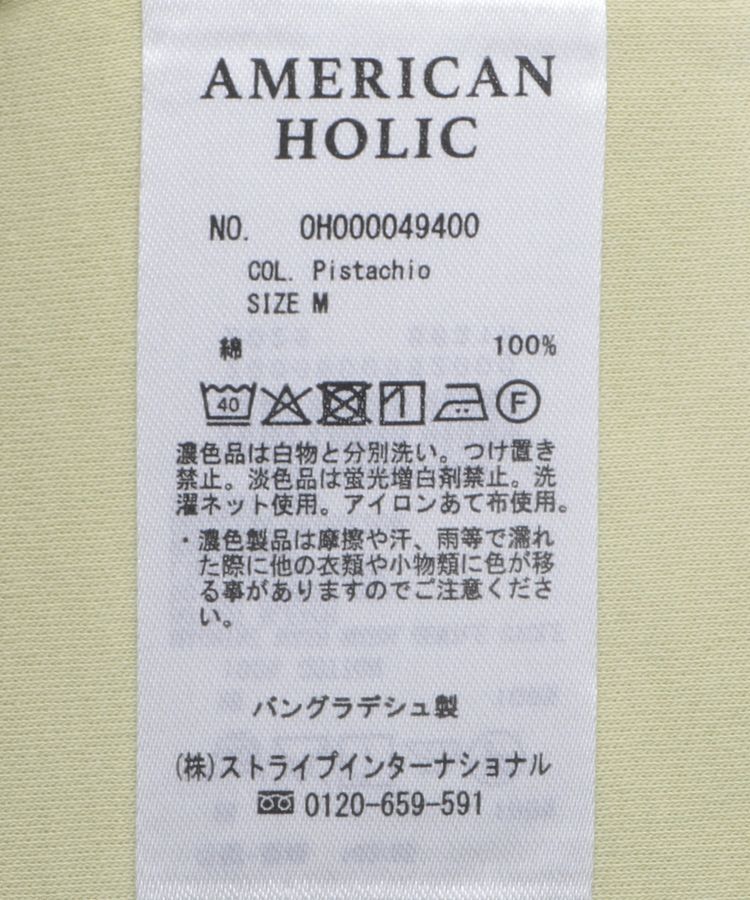 AMERICAN
HOLIC
NO. 0H000049400
COL. Pistachio
SIZE M
綿 100%
40 F
濃色品は白物と分別洗い。つけ置き
禁止。淡色品は蛍光増白剤禁止。洗
濯ネット使用。アイロンあて布使用。
・濃色製品は摩擦や汗、雨等で濡れ
た際に他の衣類や小物類に色が移
る事がありますのでご注意くださ
い。
バングラデシュ製
(株)ストライプインターナショナル
0120-659-591